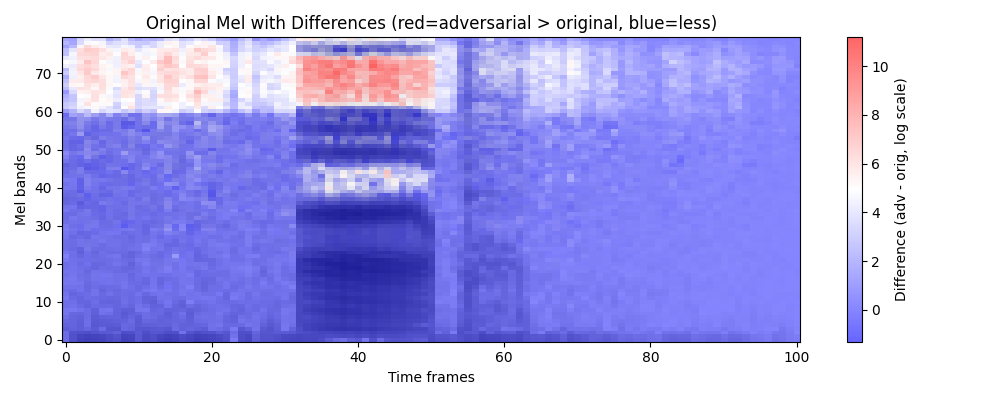 Original Mel with Differences (red=adversarial > original, blue=less)
Mel bands
70
60
50
40
30
20
10
0
0 20 40 60 80 100
Time frames
10
8
6
4
2
0
Difference (adv - orig, log scale)